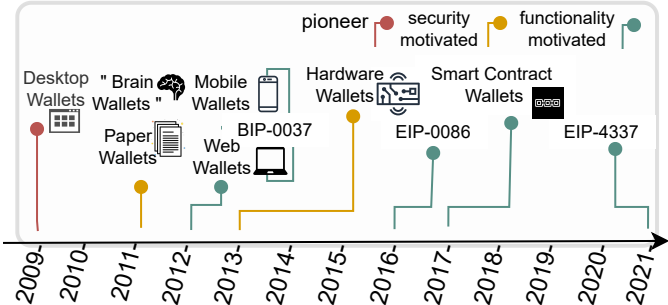 pioneer
security
motivated
functionality
motivated
Desktop
Wallets
" Brain
Wallets "
Mobile
Wallets
Hardware
Wallets
Smart Contract
Wallets
Paper
Wallets
BIP-0037
Web
Wallets
EIP-0086
EIP-4337
2009
2010
2011
2012
2013
2014
2015
2016
2017
2018
2019
2020
2021